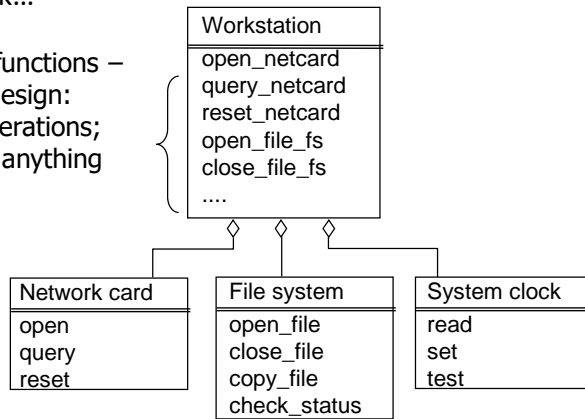 k...
functions –
esign:
erations;
anything
Workstation
open_netcard
query_netcard
reset_netcard
open_file_fs
close_file_fs
....
Network card
open
query
reset
File system
open_file
close_file
copy_file
check_status
System clock
read
set
test